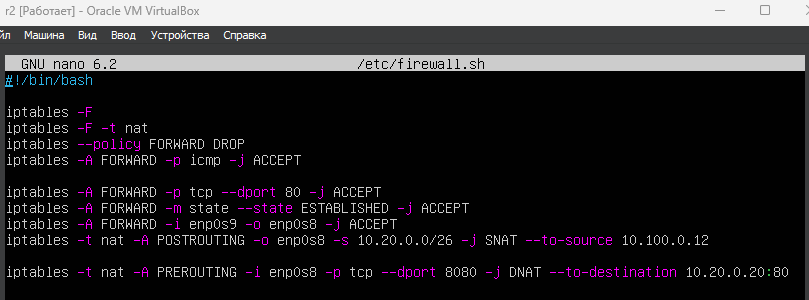 r2 [Работает] - Oracle VM VirtualBox
йл Машина Вид Ввод Устройства Справка
GNU nano 6.2 /etc/firewall.sh
#!/bin/bash
iptables -F
iptables -F -t nat
iptables --policy FORWARD DROP
iptables -A FORWARD -p icmp -j ACCEPT
iptables -A FORWARD -p tcp --dport 80 -j ACCEPT
iptables -A FORWARD -m state --state ESTABLISHED -j ACCEPT
iptables -A FORWARD -i enp0s9 -o enp0s8 -j ACCEPT
iptables -t nat -A POSTROUTING -o enp0s8 -s 10.20.0.0/26 -j SNAT --to-source 10.100.0.12
iptables -t nat -A PREROUTING -i enp0s8 -p tcp --dport 8080 -j DNAT --to-destination 10.20.0.20:80